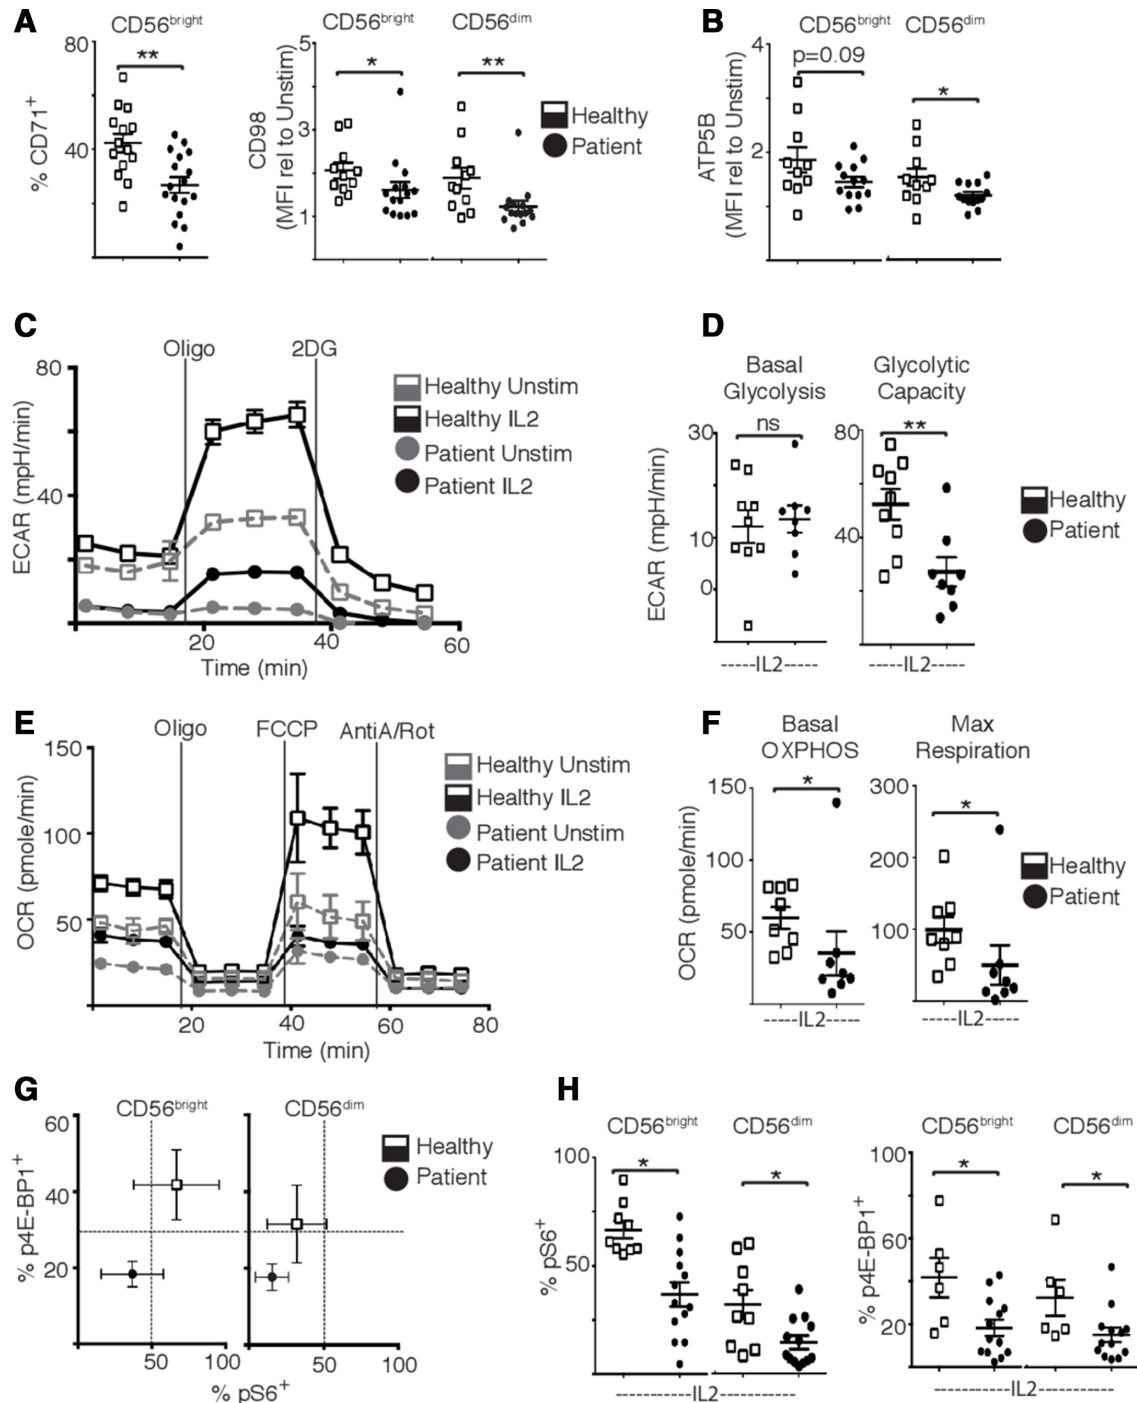 A
CD56bright
80
40
% CD71+
**
CD56bright
CD56dim
5
3
1
CD98
(MFI rel to Unstim)
*
**
Healthy
Patient
B
CD56bright
CD56dim
4
2
ATP5B
(MFI rel to Unstim)
p=0.09
*
C
Oligo
2DG
80
40
ECAR (mpH/min)
20
40
60
Time (min)
Healthy Unstim
Healthy IL2
Patient Unstim
Patient IL2
D
Basal
Glycolysis
Glycolytic
Capacity
30
10
0
ECAR (mpH/min)
ns
80
40
**
-----IL2-----
-----IL2-----
Healthy
Patient
E
Oligo
FCCP
AntiA/Rot
150
100
50
OCR (pmole/min)
20
40
60
80
Time (min)
Healthy Unstim
Healthy IL2
Patient Unstim
Patient IL2
F
Basal
OXPHOS
Max
Respiration
150
100
50
OCR (pmole/min)
*
300
200
100
*
-----IL2------
------IL2-----
Healthy
Patient
G
CD56bright
CD56dim
60
40
20
% p4E-BP1+
50
100
50
100
% pS6+
Healthy
Patient
H
CD56bright
CD56dim
100
50
% pS6+
*
*
-------------IL2-------------
CD56bright
CD56dim
100
60
20
% p4E-BP1+
*
*
-------------IL2-------------